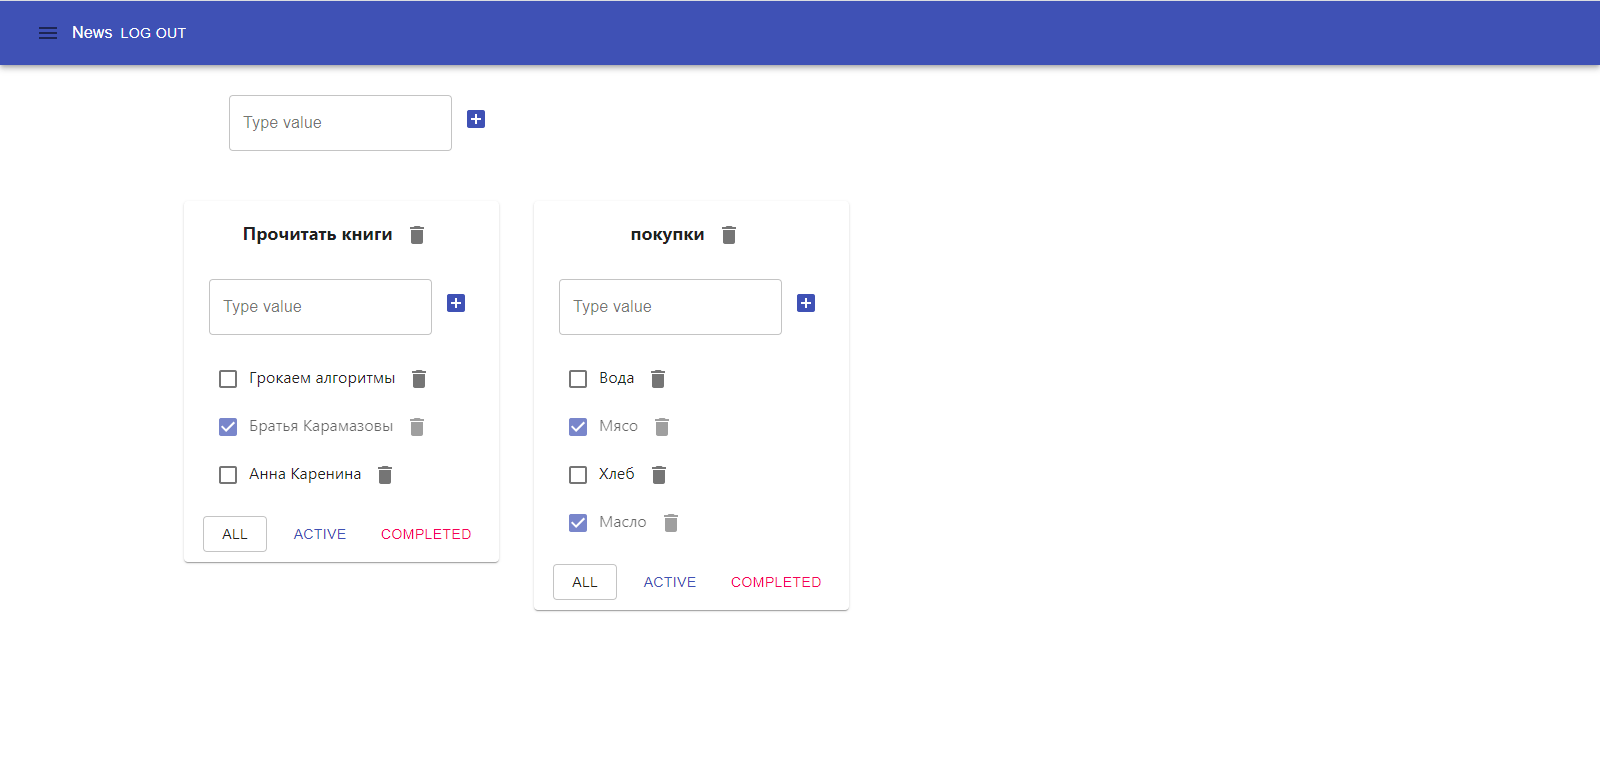 News LOG OUT
Type value
Прочитать книги
Type value
Грокаем алгоритмы
Братья Карамазовы
Анна Каренина
ALL ACTIVE COMPLETED
покупки
Type value
Вода
Мясо
Хлеб
Масло
ALL ACTIVE COMPLETED